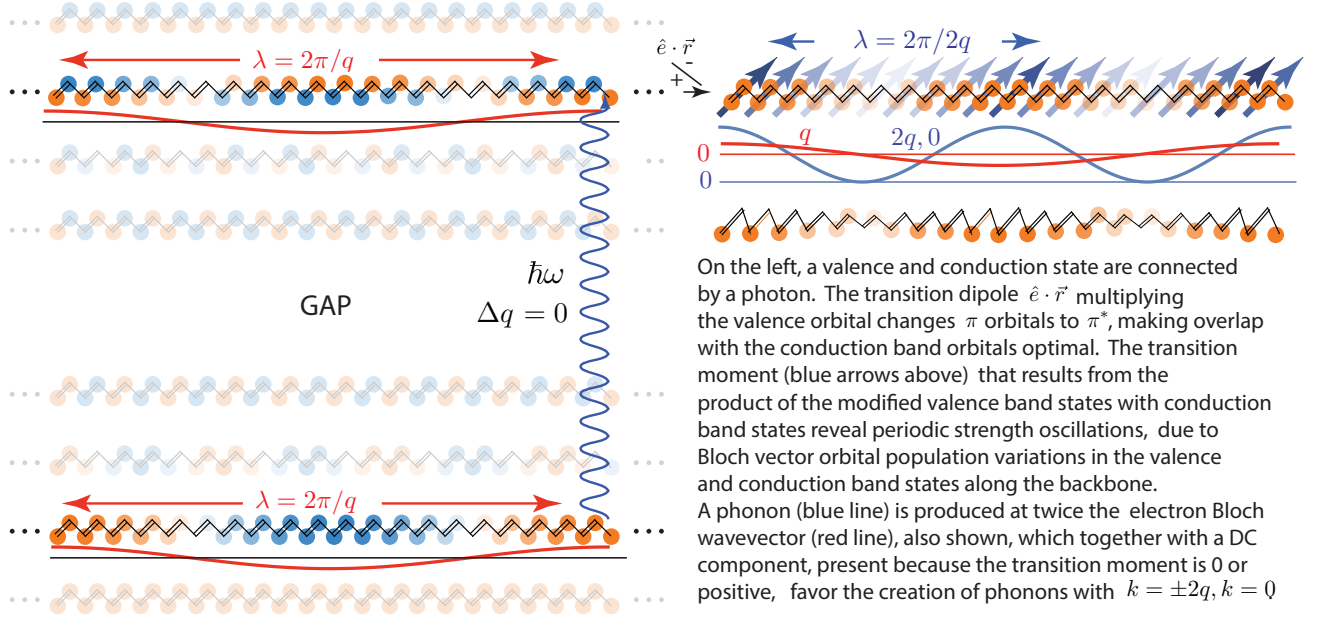 λ = 2π/q
GAP
ħω
Δq = 0
λ = 2π/q
ê · r⃗
-
+
λ = 2π/2q
q
2q, 0
0
0
On the left, a valence and conduction state are connected
by a photon. The transition dipole ê · r⃗ multiplying
the valence orbital changes π orbitals to π*, making overlap
with the conduction band orbitals optimal. The transition
moment (blue arrows above) that results from the
product of the modified valence band states with conduction
band states reveal periodic strength oscillations, due to
Bloch vector orbital population variations in the valence
and conduction band states along the backbone.
A phonon (blue line) is produced at twice the electron Bloch
wavevector (red line), also shown, which together with a DC
component, present because the transition moment is 0 or
positive, favor the creation of phonons with k = ±2q, k = 0.